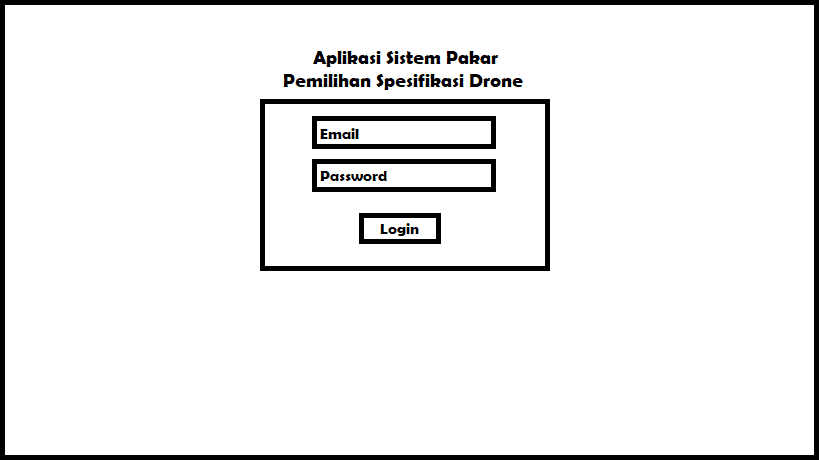 Aplikasi Sistem Pakar
Pemilihan Spesifikasi Drone
Email
Password
Login